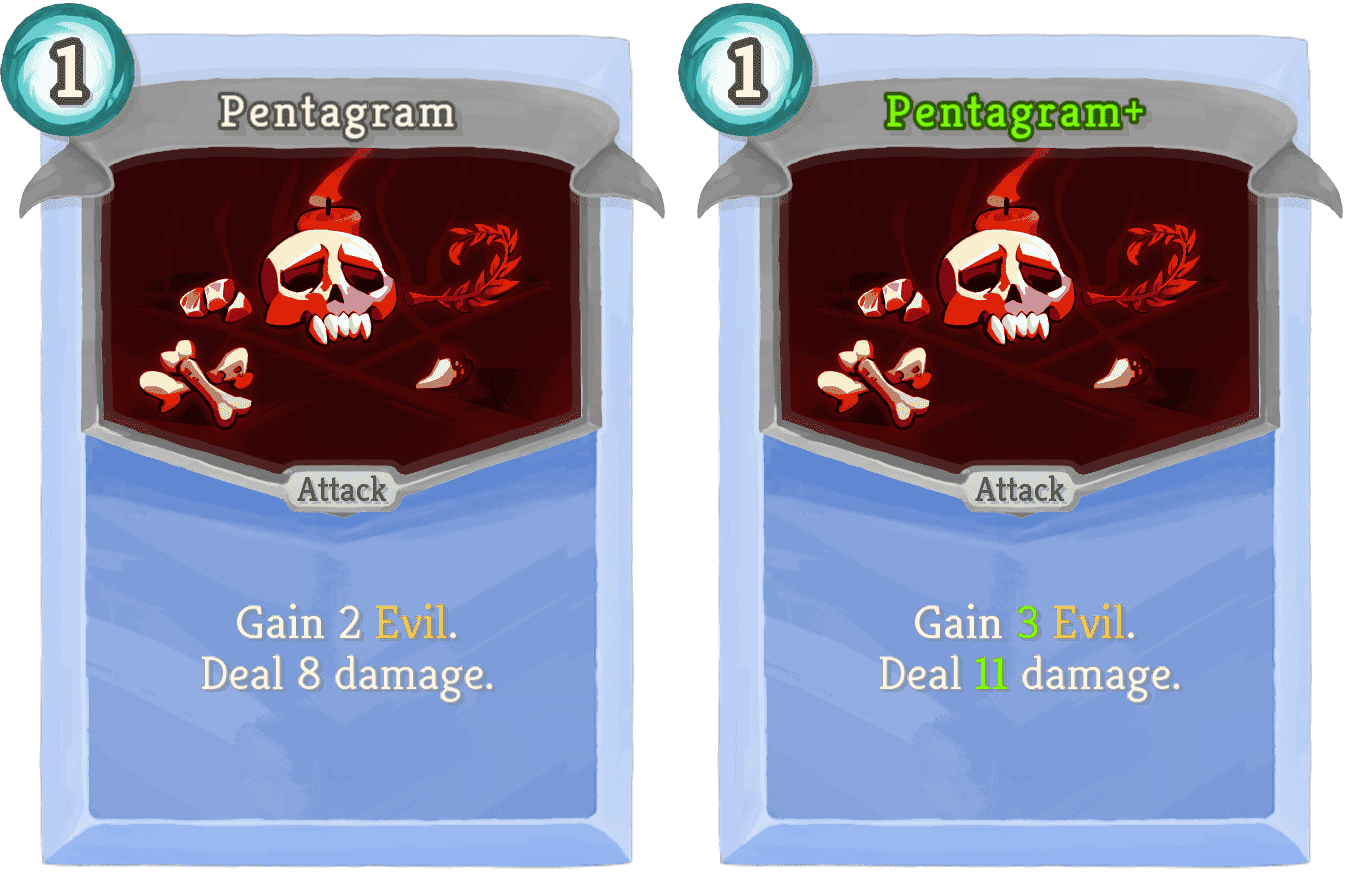 1
Pentagram
Attack
Gain 2 Evil.
Deal 8 damage.
1
Pentagram+
Attack
Gain 3 Evil.
Deal 11 damage.